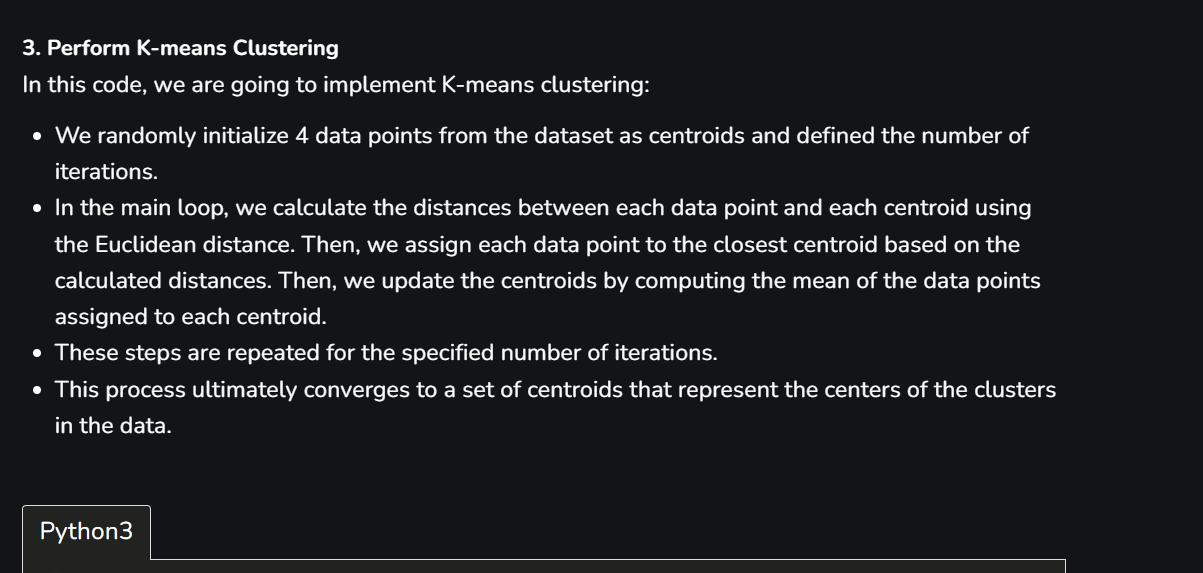 3. Perform K-means Clustering
In this code, we are going to implement K-means clustering:
• We randomly initialize 4 data points from the dataset as centroids and defined the number of
iterations.
• In the main loop, we calculate the distances between each data point and each centroid using
the Euclidean distance. Then, we assign each data point to the closest centroid based on the
calculated distances. Then, we update the centroids by computing the mean of the data points
assigned to each centroid.
• These steps are repeated for the specified number of iterations.
• This process ultimately converges to a set of centroids that represent the centers of the clusters
in the data.
Python3